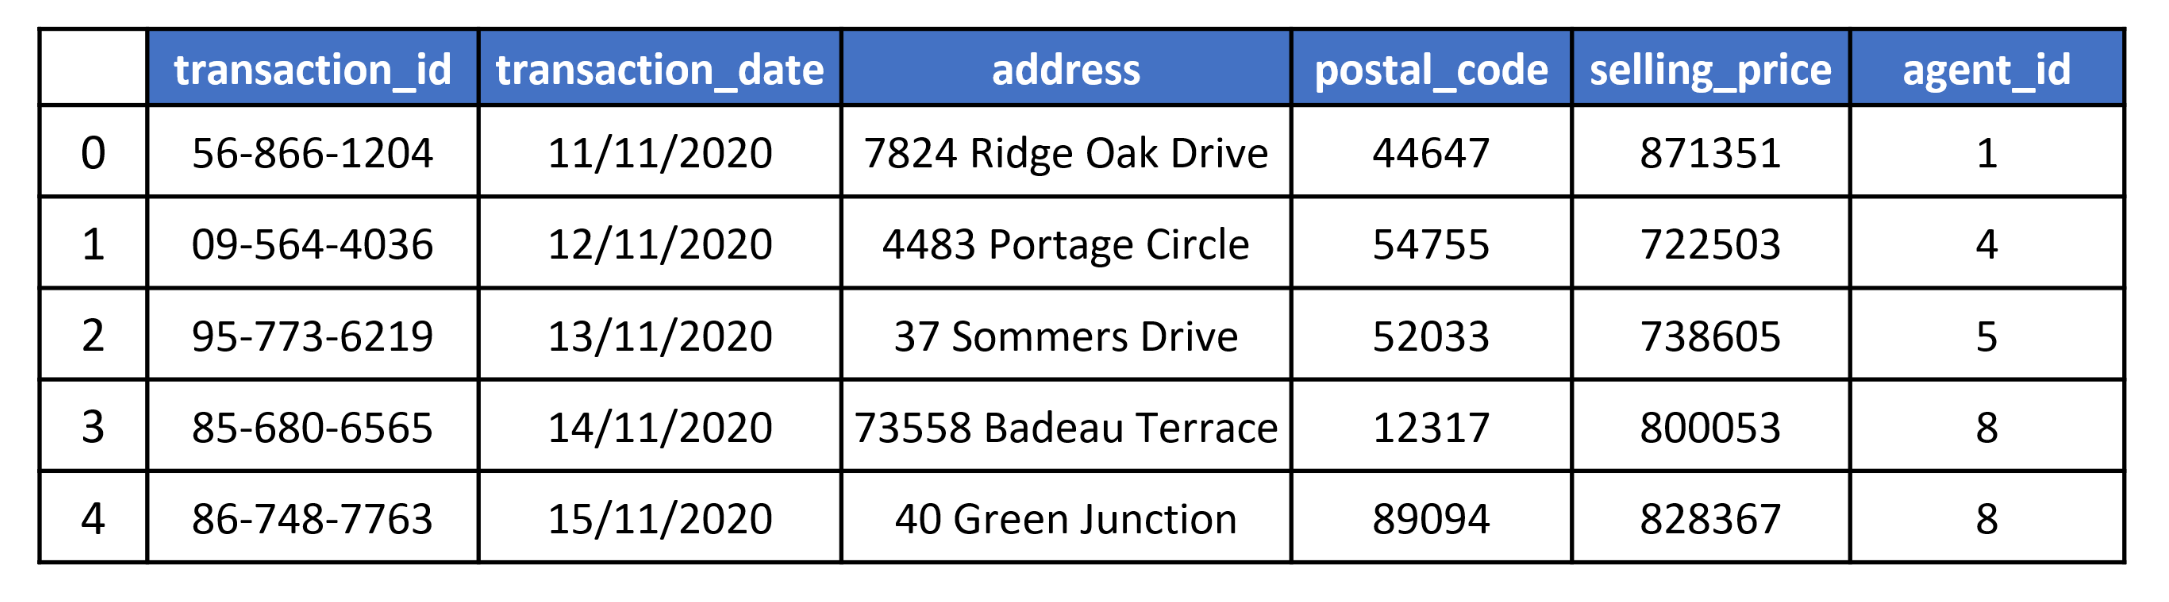 transaction_id transaction_date address postal_code selling_price agent_id
0 56-866-1204 11/11/2020 7824 Ridge Oak Drive 44647 871351 1
1 09-564-4036 12/11/2020 4483 Portage Circle 54755 722503 4
2 95-773-6219 13/11/2020 37 Sommers Drive 52033 738605 5
3 85-680-6565 14/11/2020 73558 Badeau Terrace 12317 800053 8
4 86-748-7763 15/11/2020 40 Green Junction 89094 828367 8